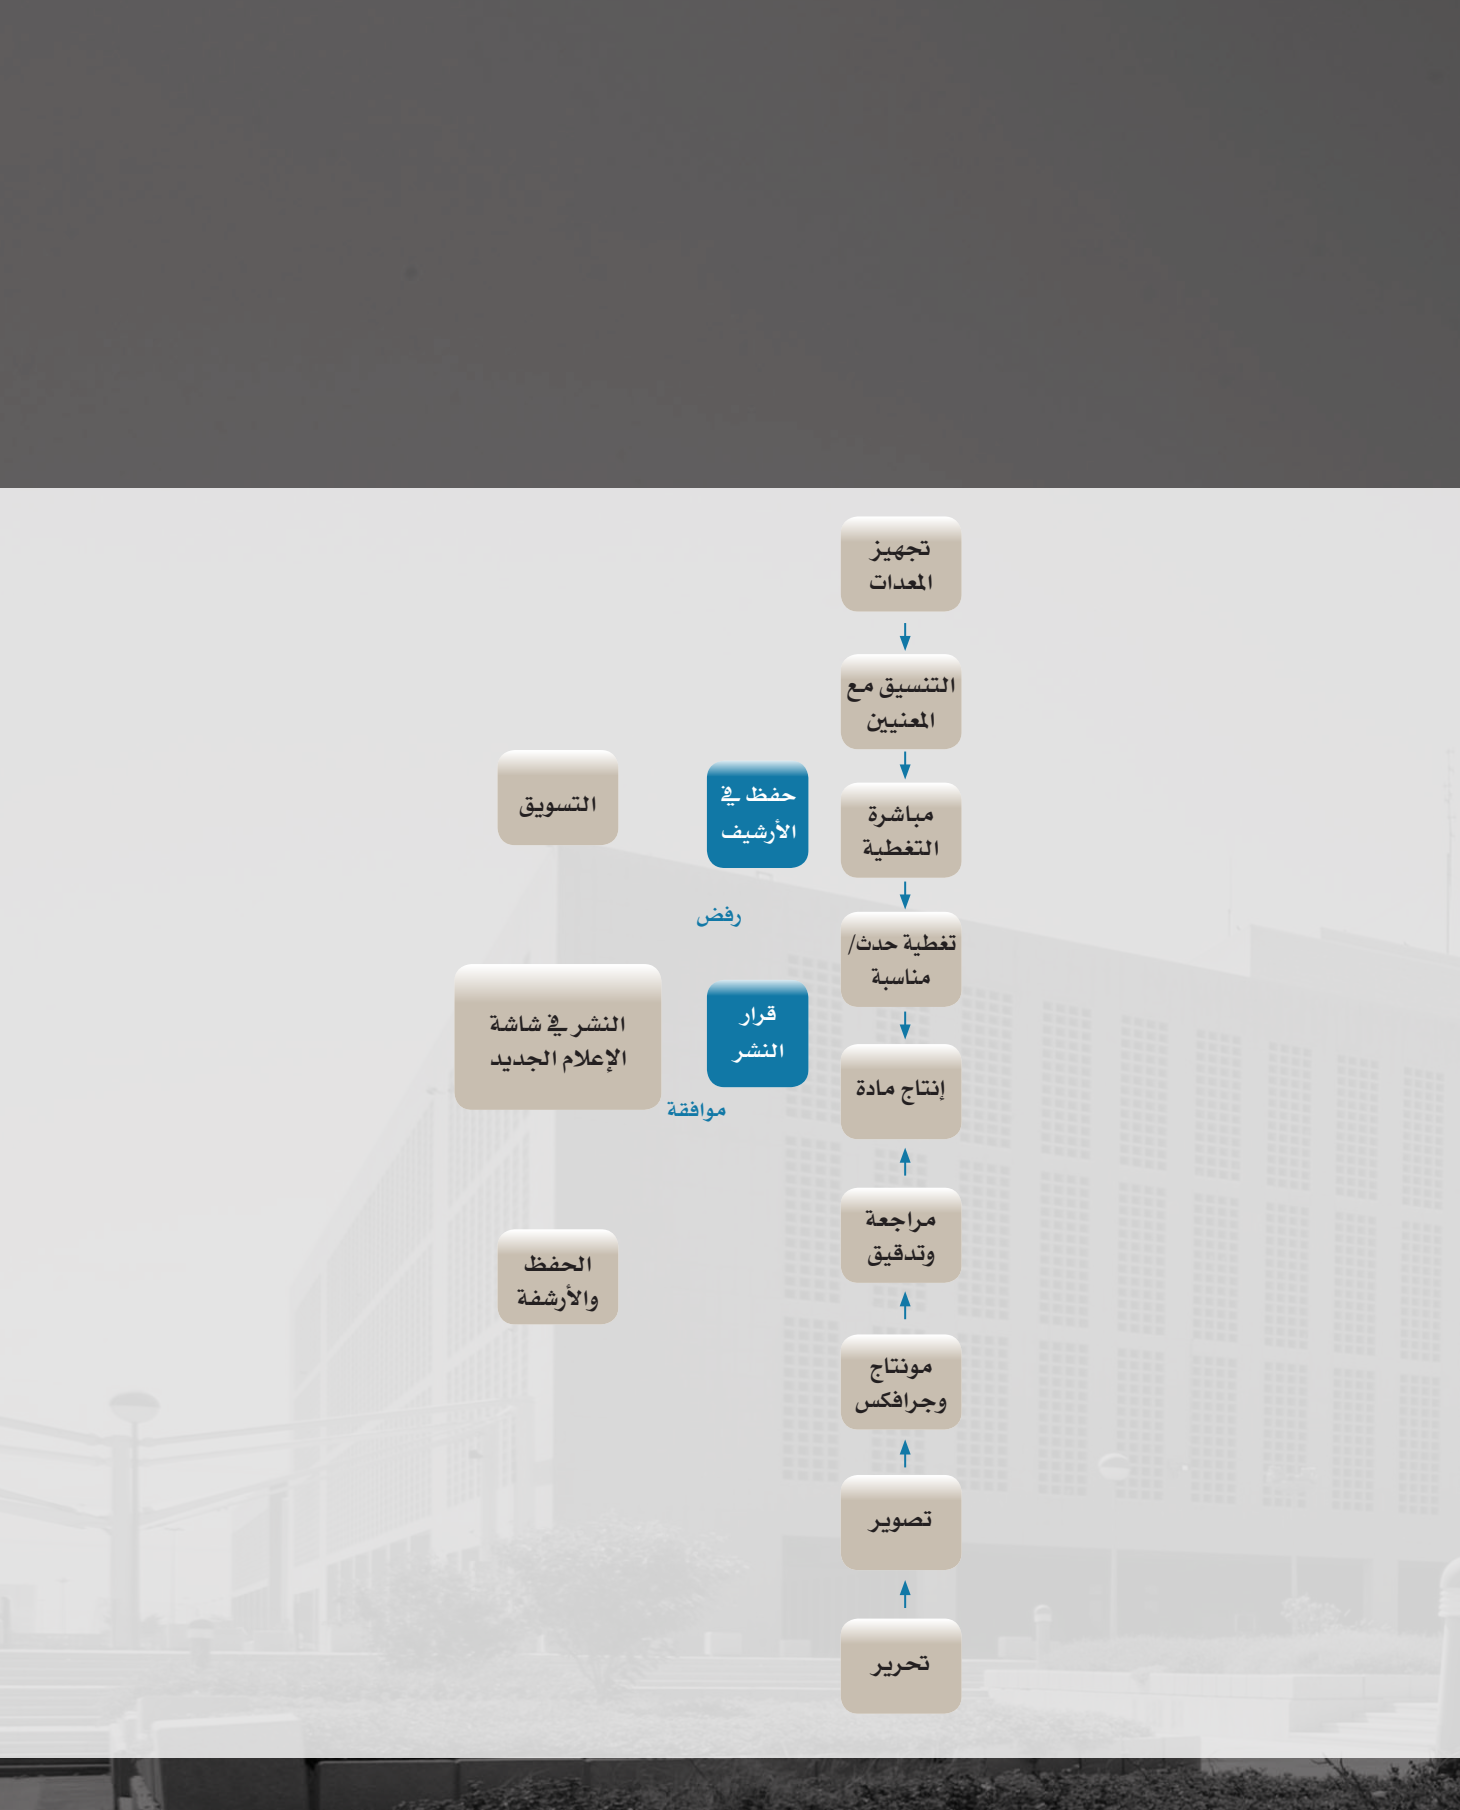 تجهيز
المعدات
التنسيق مع
المعنيين
مباشرة
التغطية
تغطية حدث/
مناسبة
إنتاج مادة
مراجعة
وتدقيق
مونتاج
وجرافكس
تصوير
تحرير
حفظ في
الأرشيف
رفض
قرار
النشر
موافقة
التسويق
النشر في شاشة
الإعلام الجديد
الحفظ
والأرشفة